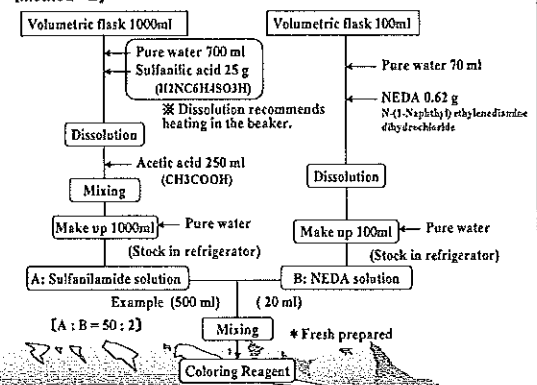 Volumetric flask 1000ml
Pure water 700 ml
Sulfanilic acid 25 g
(H2NC6H4SO3H)
※ Dissolution recommends
heating in the beaker.
Dissolution
Acetic acid 250 ml
(CH3COOH)
Mixing
Make up 1000ml
Pure water
(Stock in refrigerator)
A: Sulfanilamide solution
Volumetric flask 100ml
Pure water 70 ml
NEDA 0.62 g
N-(1-Naphthyl) ethylenediamine
dihydrochloride
Dissolution
Make up 100ml
Pure water
(Stock in refrigerator)
B: NEDA solution
Example (500 ml) ( 20 ml)
[A : B = 50 : 2]
Mixing
* Fresh prepared
Coloring Reagent